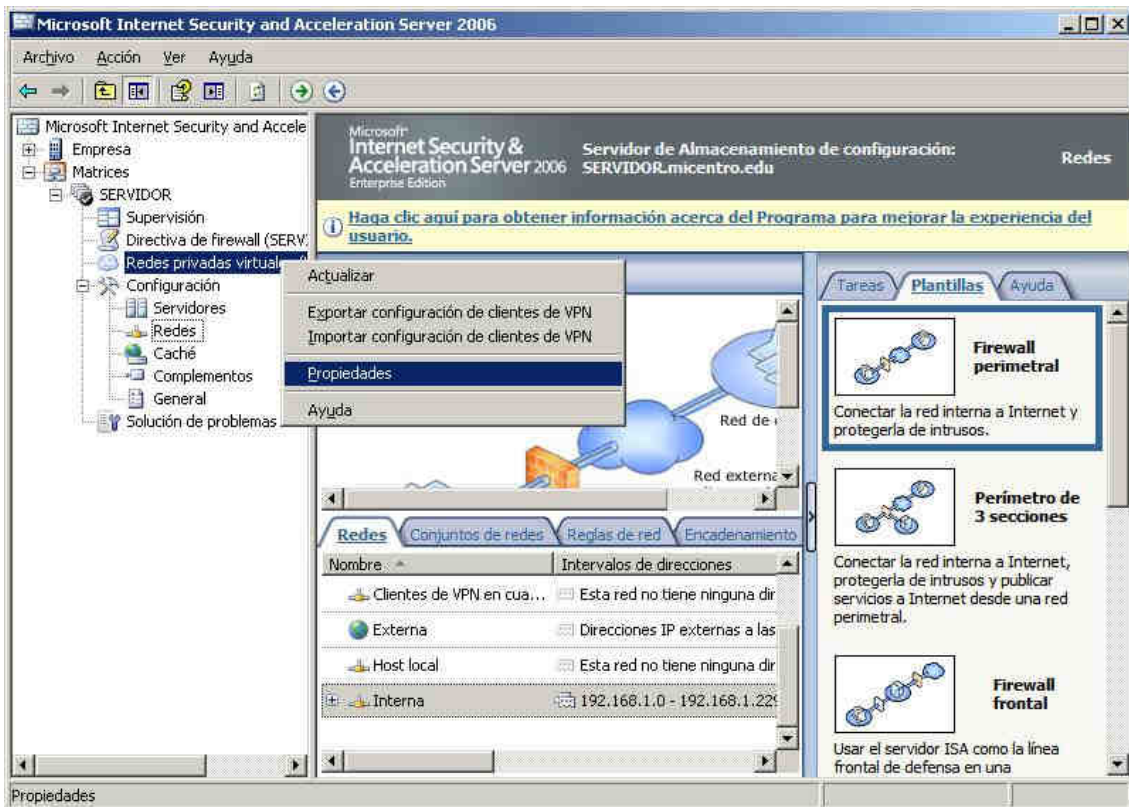 Microsoft Internet Security and Acceleration Server 2006
Archivo Acción Ver Ayuda
Microsoft Internet Security and Accele
Empresa
Matrices
SERVIDOR
Supervisión
Directiva de firewall (SERV
Redes privadas virtual
Configuración
Servidores
Redes
Caché
Complementos
General
Solución de problemas
Actualizar
Exportar configuración de clientes de VPN
Importar configuración de clientes de VPN
Propiedades
Ayuda
Microsoft
Internet Security &
Acceleration Server 2006
Enterprise Edition
Servidor de Almacenamiento de configuración:
SERVIDOR.micentro.edu
Redes
Haga clic aquí para obtener información acerca del Programa para mejorar la experiencia del
usuario.
Red de
Red externa
Redes Conjuntos de redes Reglas de red Encadenamiento
Nombre Intervalos de direcciones
Clientes de VPN en cua... Esta red no tiene ninguna dir
Externa Direcciones IP externas a las
Host local Esta red no tiene ninguna dir
Interna 192.168.1.0 - 192.168.1.229
Tareas Plantillas Ayuda
Firewall
perimetral
Conectar la red interna a Internet y
protegerla de intrusos.
Perímetro de
3 secciones
Conectar la red interna a Internet,
protegerla de intrusos y publicar
servicios a Internet desde una red
perimetral.
Firewall
frontal
Usar el servidor ISA como la línea
frontal de defensa en una
Propiedades